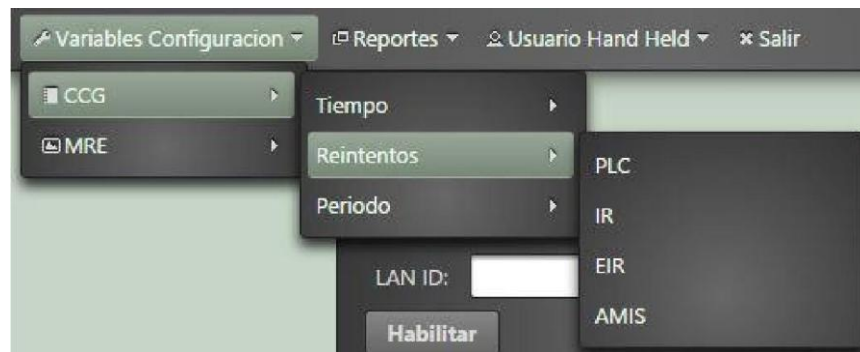 Variables Configuracion Reportes Usuario Hand Held Salir
CCG
MRE
Tiempo
Reintentos
Periodo
PLC
IR
EIR
AMIS
LAN ID:
Habilitar